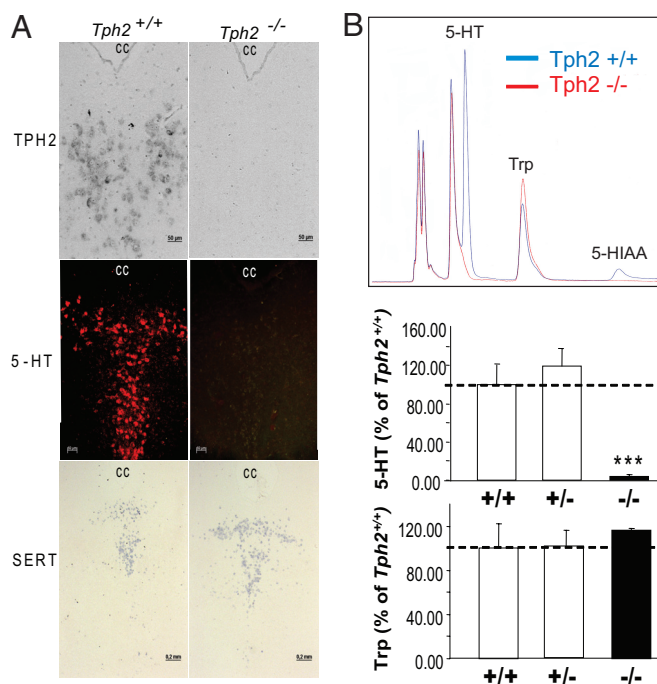 A
Tph2 +/+
Tph2 -/-
TPH2
cc
50 µm
cc
50 µm
5-HT
cc
cc
SERT
cc
0,2 mm
cc
0,2 mm
B
5-HT
Tph2 +/+
Tph2 -/-
Trp
5-HIAA
5-HT (% of Tph2+/+)
160.00
120.00
80.00
40.00
0.00
***
+/+
+/-
-/-
Trp (% of Tph2+/+)
120.00
80.00
40.00
0.00
+/+
+/-
-/-